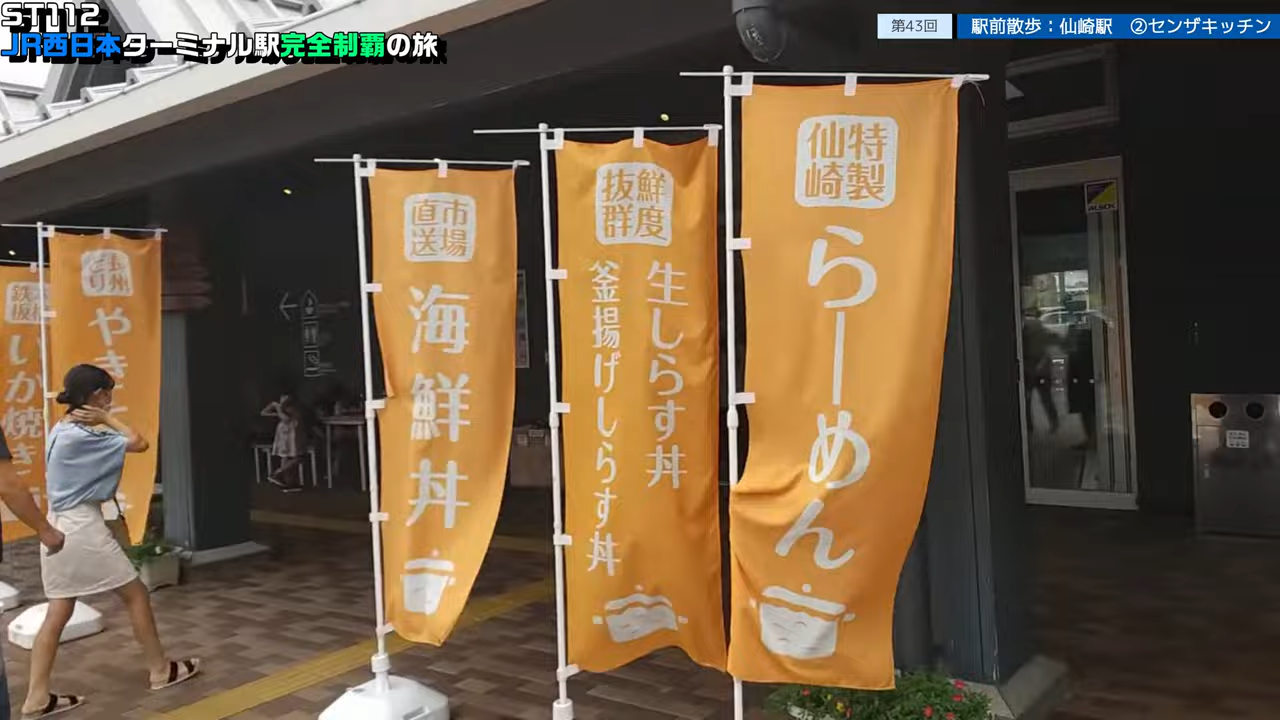 ST112
JR西日本ターミナル駅完全制覇の旅
第43回
駅前散歩：仙崎駅 ②センザキッチン
特製
仙崎
らーめん
鮮度
抜群
生しらす丼
釜揚げしらす丼
市場
直送
海鮮丼
長州
どり
やき
鉄板
いか焼き
ALSOK